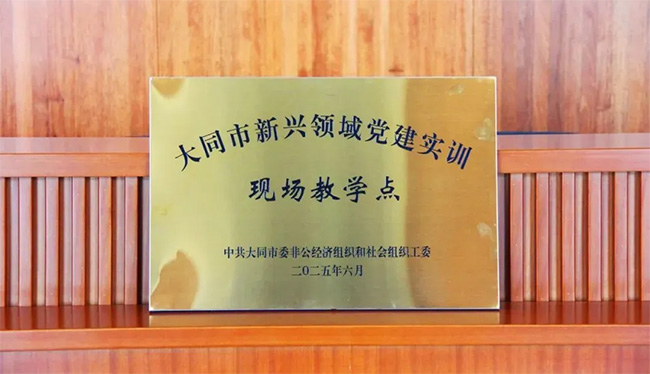 大同市新兴领域党建实训
现场教学点
中共大同市委非公经济组织和社会组织工委
二〇二五年六月